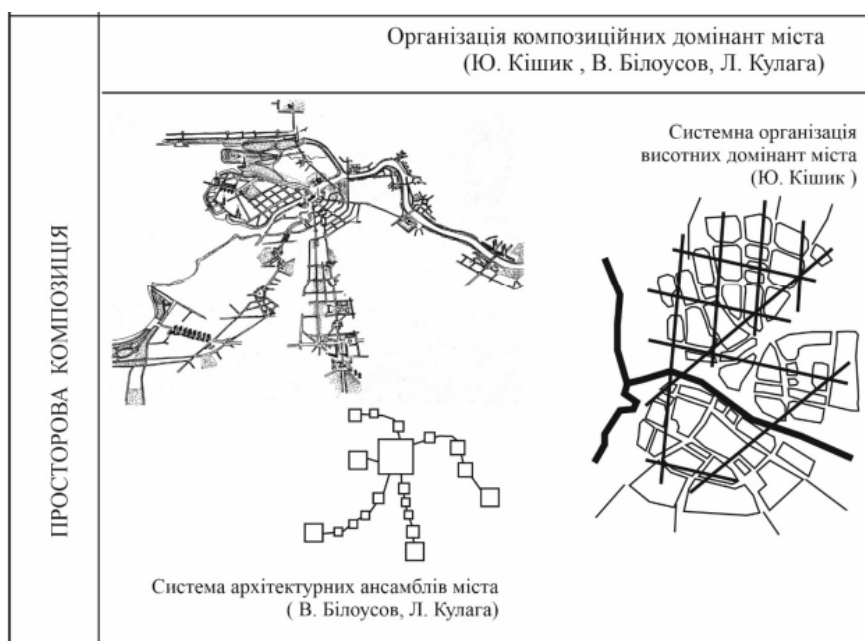 ПРОСТОРОВА КОМПОЗИЦІЯ
Організація композиційних домінант міста
(Ю. Кішик , В. Білоусов, Л. Кулага)
Системна організація
висотних домінант міста
(Ю. Кішик )
Система архітектурних ансамблів міста
( В. Білоусов, Л. Кулага)